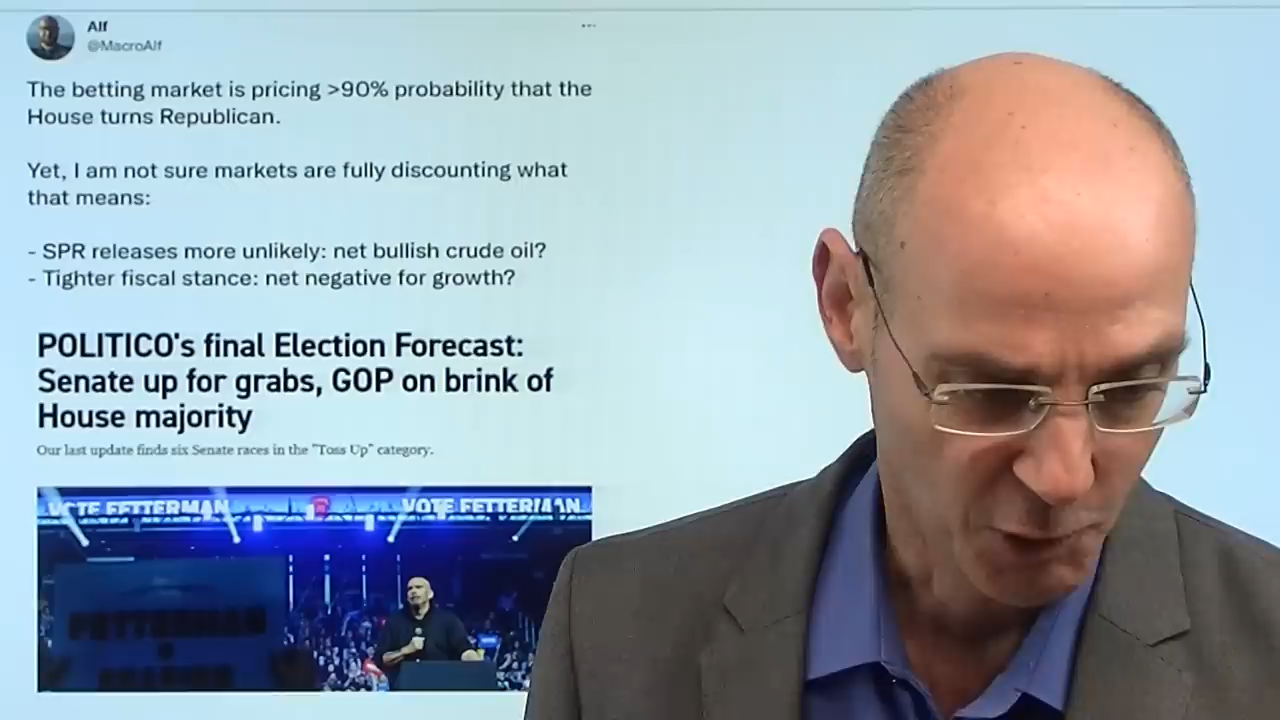 Alf
@MacroAlf
The betting market is pricing >90% probability that the
House turns Republican.
Yet, I am not sure markets are fully discounting what
that means:
- SPR releases more unlikely: net bullish crude oil?
- Tighter fiscal stance: net negative for growth?
POLITICO's final Election Forecast:
Senate up for grabs, GOP on brink of
House majority
Our last update finds six Senate races in the "Toss Up" category.
VOTE FETTERMAN VOTE FETTERMAN
FETTERMAN